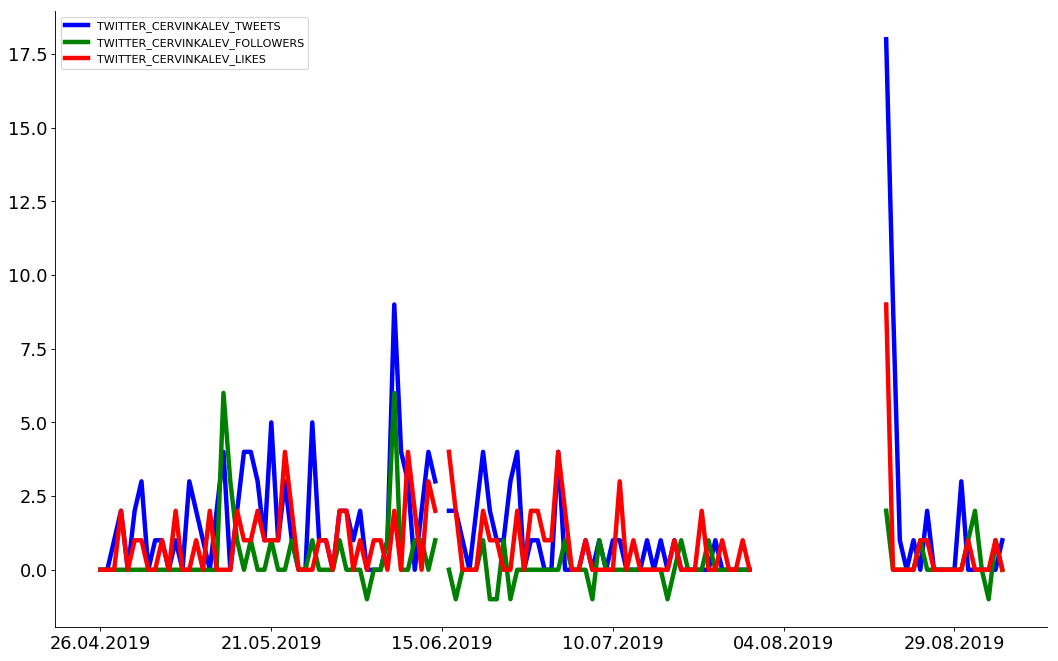 TWITTER_CERVINKALEV_TWEETS
TWITTER_CERVINKALEV_FOLLOWERS
TWITTER_CERVINKALEV_LIKES
17.5
15.0
12.5
10.0
7.5
5.0
2.5
0.0
26.04.2019 21.05.2019 15.06.2019 10.07.2019 04.08.2019 29.08.2019